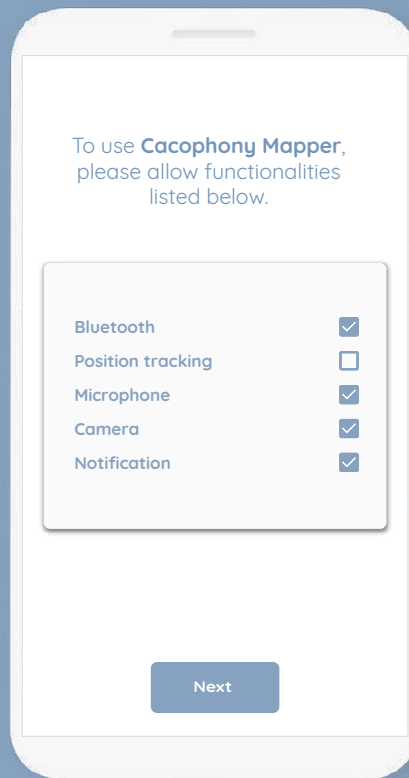 To use Cacophony Mapper,
please allow functionalities
listed below.
Bluetooth
Position tracking
Microphone
Camera
Notification
Next